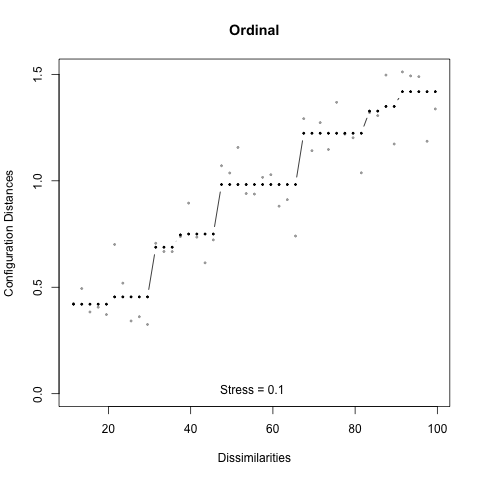 Ordinal
Configuration Distances
1.5
1.0
0.5
0.0
Stress = 0.1
20 40 60 80 100
Dissimilarities